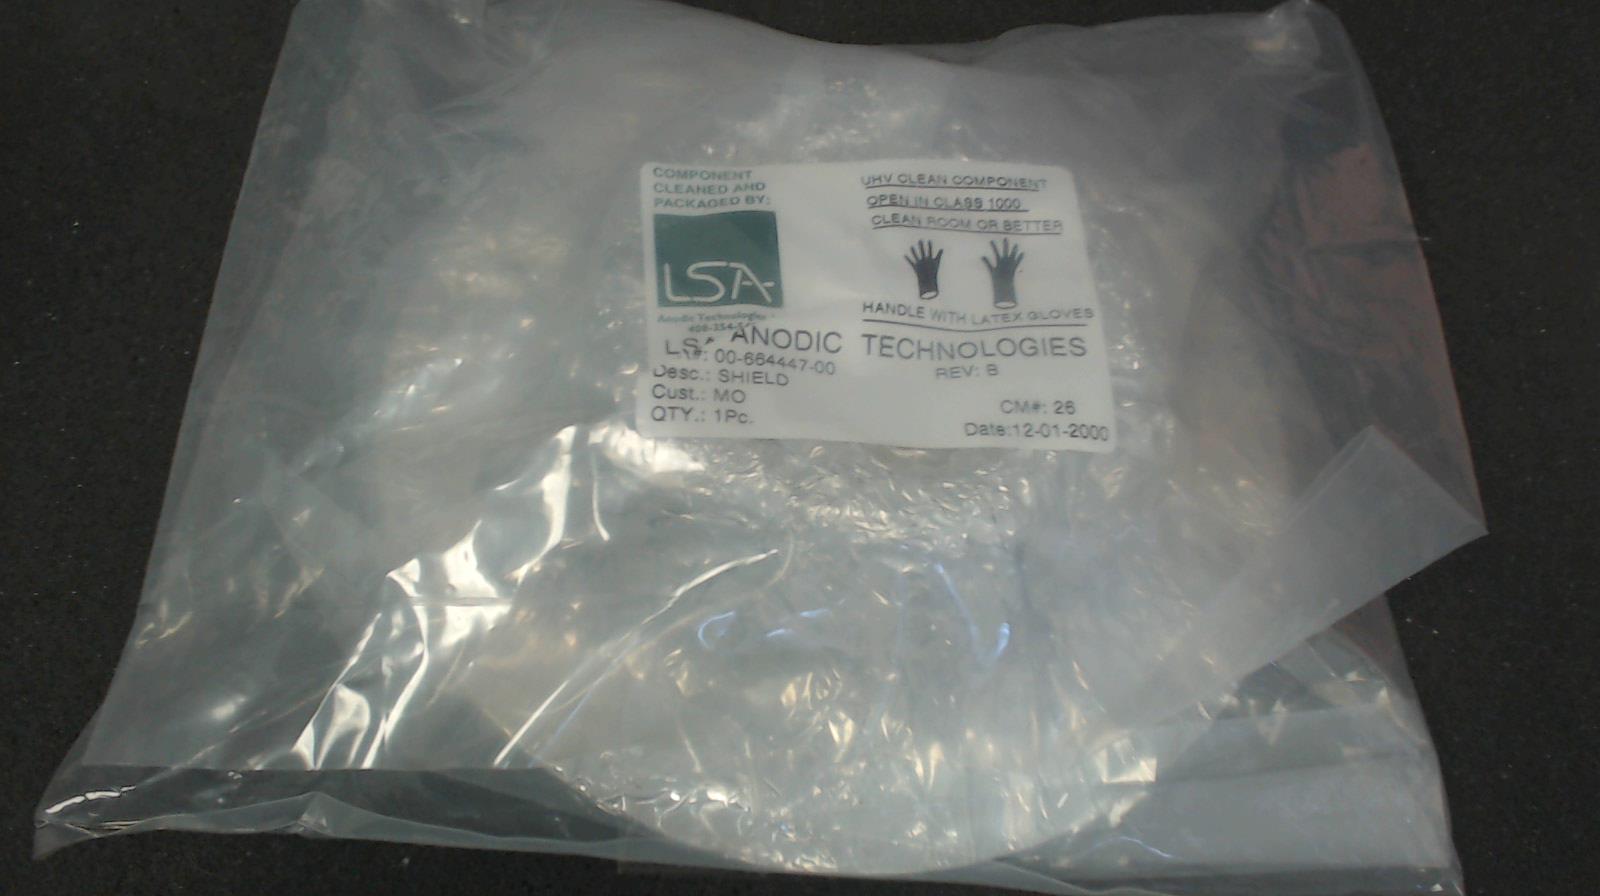 COMPONENT
CLEANED AND
PACKAGED BY:
LSA
Anodic Technologies
UHV CLEAN COMPONENT
OPEN IN CLASS 1000
CLEAN ROOM OR BETTER
HANDLE WITH LATEX GLOVES
ANODIC TECHNOLOGIES
00-664447-00
REV: B
Desc.: SHIELD
Cust.: MO
CM#: 26
QTY.: 1Pc.
Date:12-01-2000